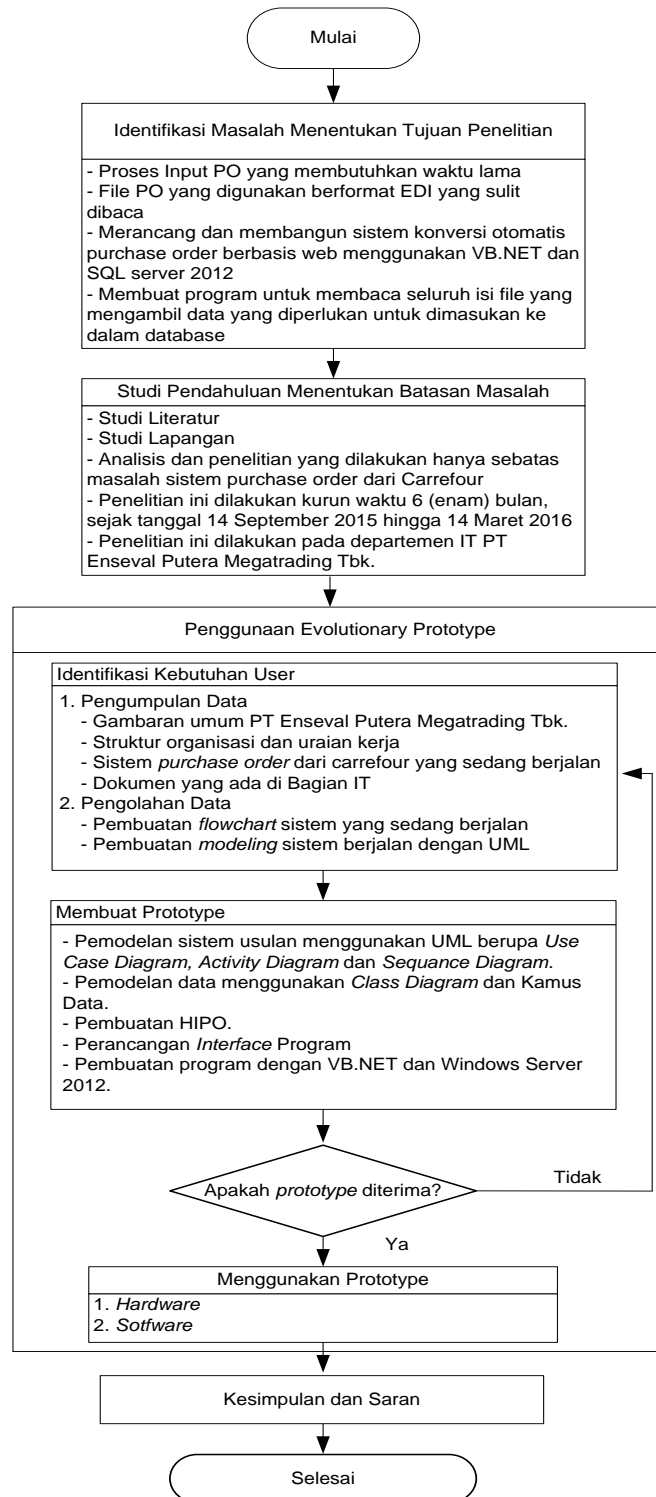 Mulai
Identifikasi Masalah Menentukan Tujuan Penelitian
- Proses Input PO yang membutuhkan waktu lama
- File PO yang digunakan berformat EDI yang sulit
dibaca
- Merancang dan membangun sistem konversi otomatis
purchase order berbasis web menggunakan VB.NET dan
SQL server 2012
- Membuat program untuk membaca seluruh isi file yang
mengambil data yang diperlukan untuk dimasukan ke
dalam database
Studi Pendahuluan Menentukan Batasan Masalah
- Studi Literatur
- Studi Lapangan
- Analisis dan penelitian yang dilakukan hanya sebatas
masalah sistem purchase order dari Carrefour
- Penelitian ini dilakukan kurun waktu 6 (enam) bulan,
sejak tanggal 14 September 2015 hingga 14 Maret 2016
- Penelitian ini dilakukan pada departemen IT PT
Enseval Putera Megatrading Tbk.
Penggunaan Evolutionary Prototype
Identifikasi Kebutuhan User
1. Pengumpulan Data
- Gambaran umum PT Enseval Putera Megatrading Tbk.
- Struktur organisasi dan uraian kerja
- Sistem purchase order dari carrefour yang sedang berjalan
- Dokumen yang ada di Bagian IT
2. Pengolahan Data
- Pembuatan flowchart sistem yang sedang berjalan
- Pembuatan modeling sistem berjalan dengan UML
Membuat Prototype
- Pemodelan sistem usulan menggunakan UML berupa Use
Case Diagram, Activity Diagram dan Sequance Diagram.
- Pemodelan data menggunakan Class Diagram dan Kamus
Data.
- Pembuatan HIPO.
- Perancangan Interface Program
- Pembuatan program dengan VB.NET dan Windows Server
2012.
Apakah prototype diterima?
Tidak
Ya
Menggunakan Prototype
1. Hardware
2. Sotfware
Kesimpulan dan Saran
Selesai